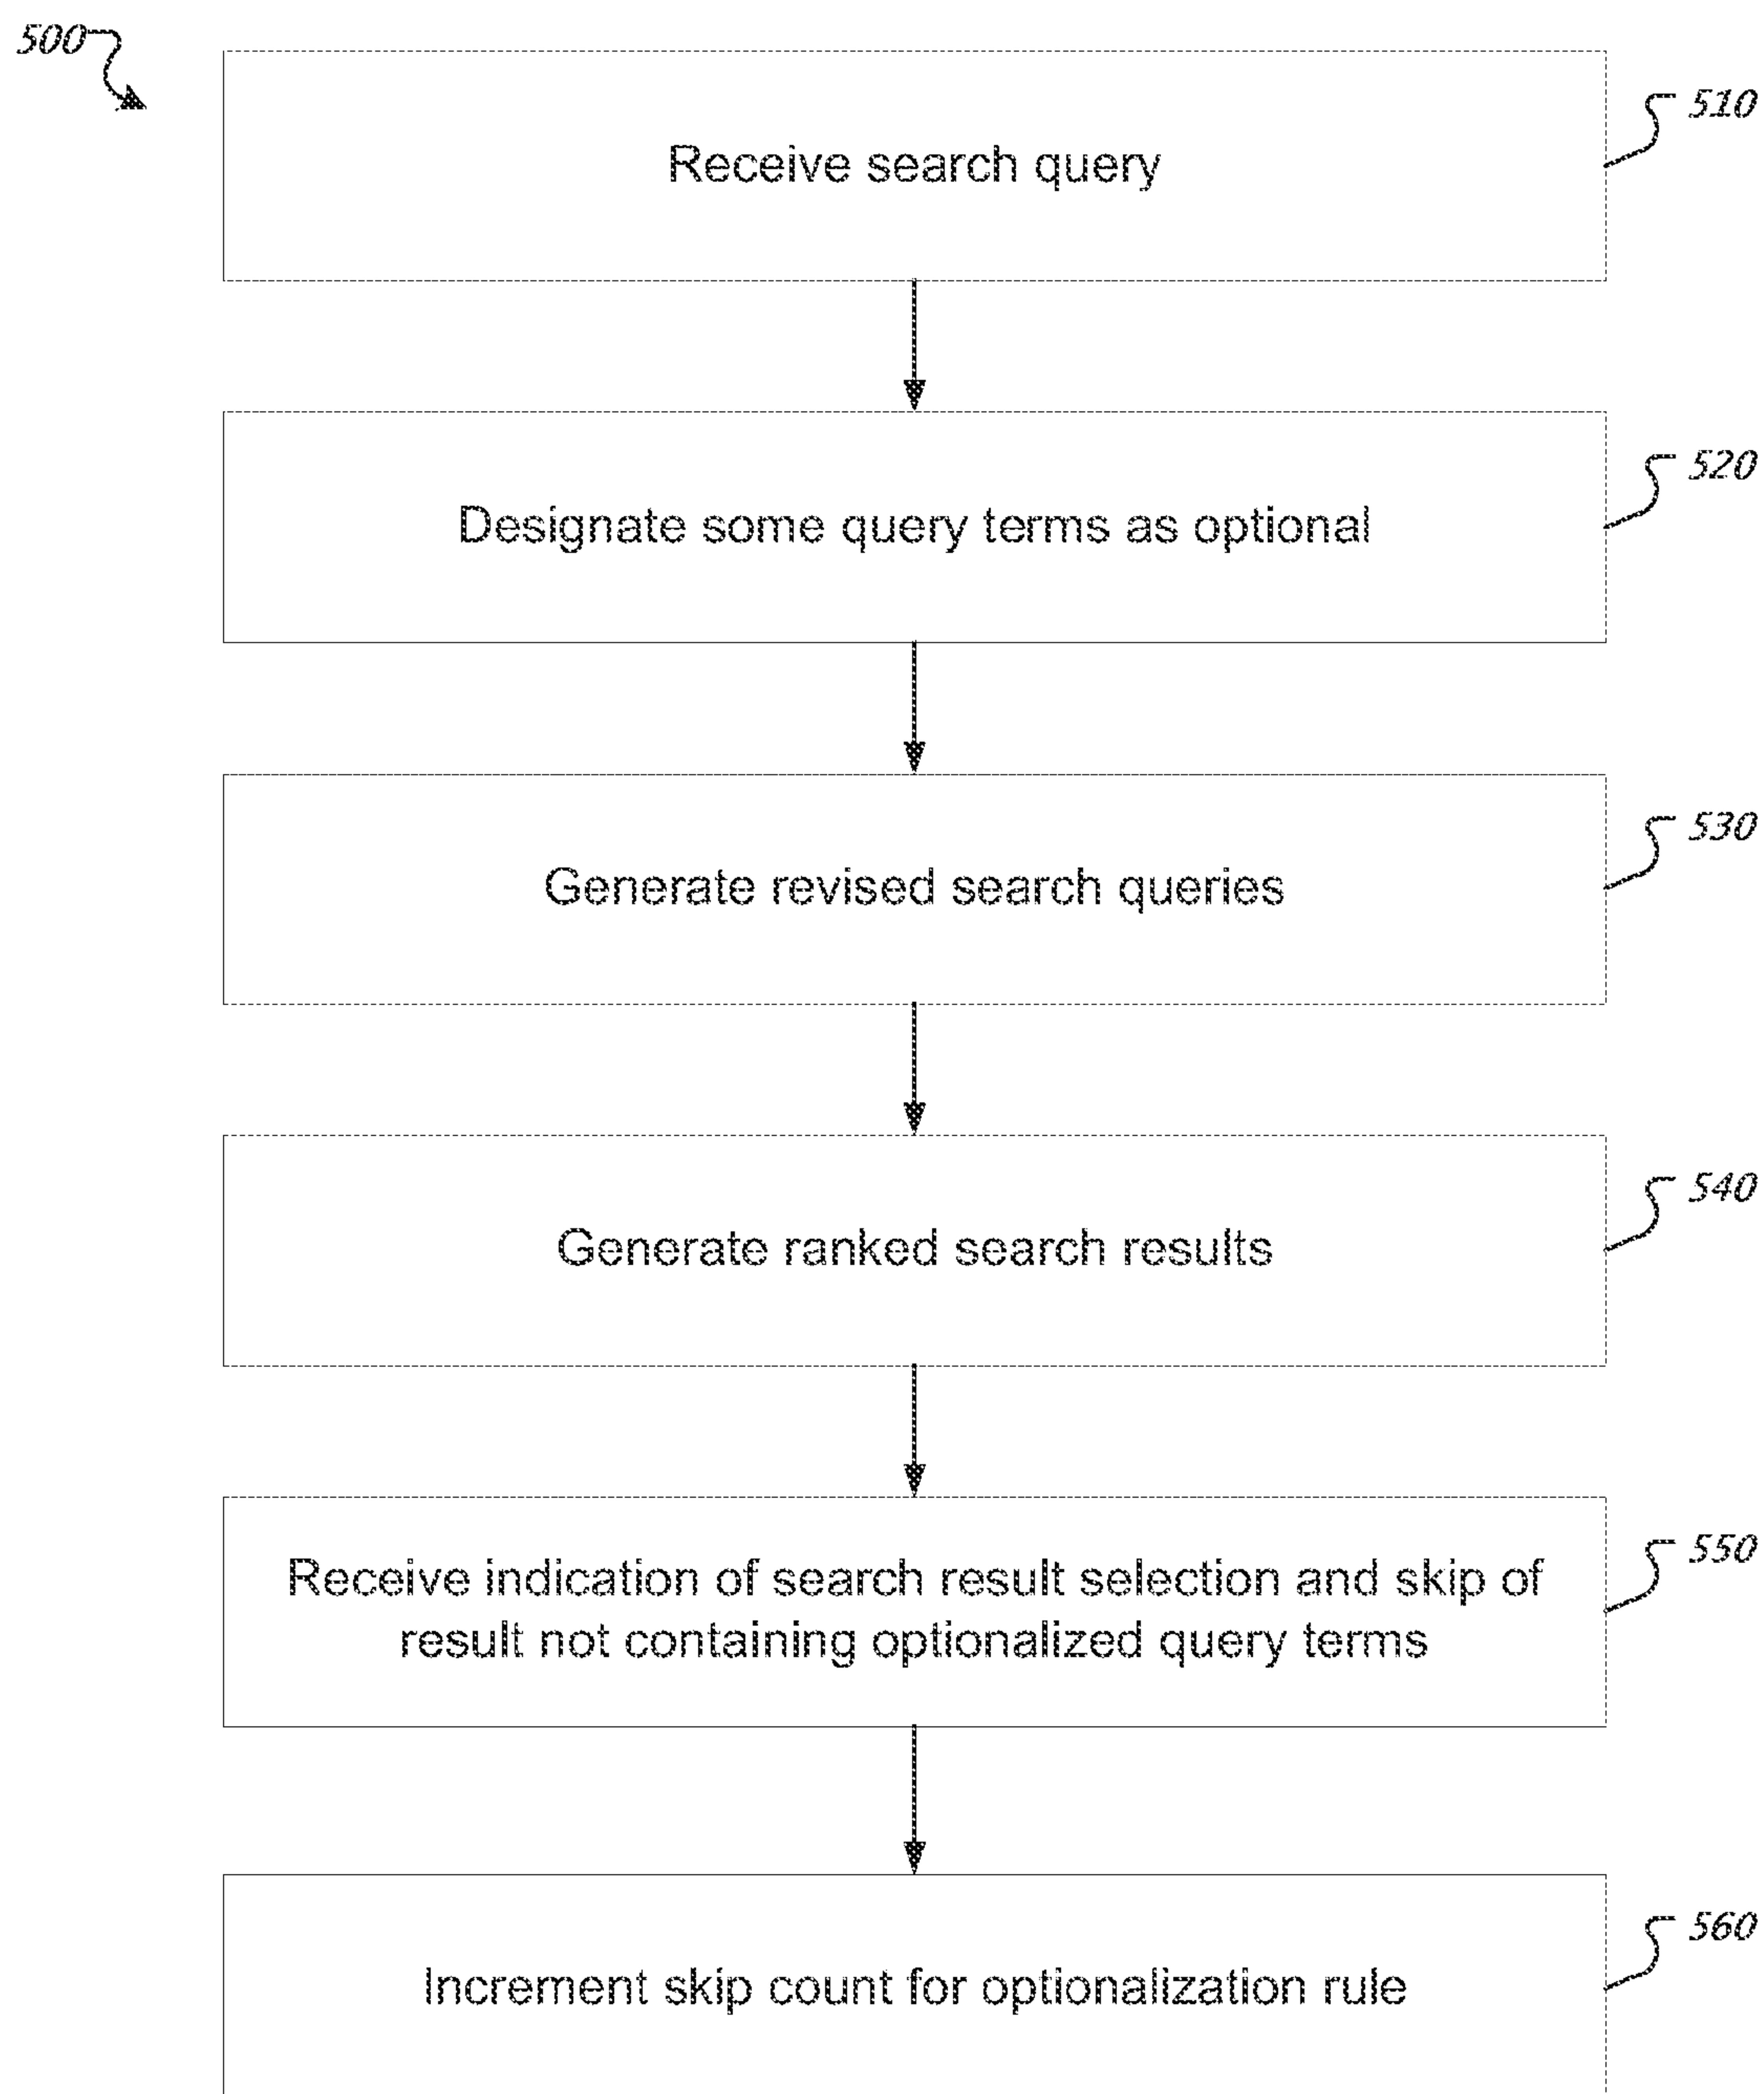 500
510
Receive search query
520
Designate some query terms as optional
530
Generate revised search queries
540
Generate ranked search results
550
Receive indication of search result selection and skip of
result not containing optionalized query terms
560
Increment skip count for optionalization rule